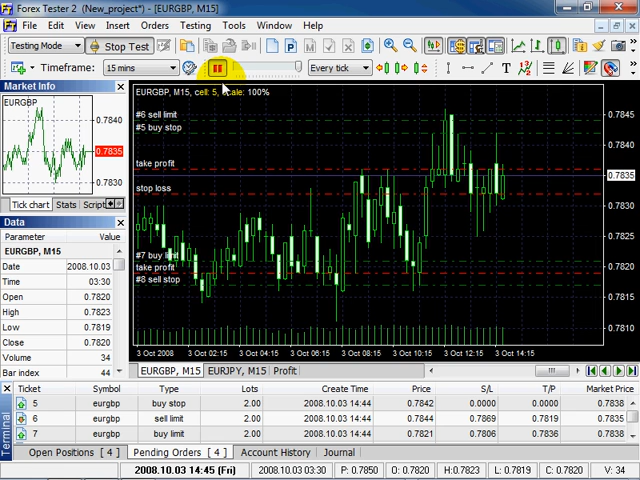 Forex Tester 2 (New_project*) - [EURGBP, M15]
File Edit View Insert Orders Testing Tools Window Help
Testing Mode Stop Test
Timeframe: 15 mins Every tick
Market Info
EURGBP
0.7840
0.7835
0.7830
Tick chart Stats Script
Data
Parameter Value
EURGBP, M15
Date 2008.10.03
Time 03:30
Open 0.7820
High 0.7823
Low 0.7819
Close 0.7820
Volume 34
Bar index 44
EURGBP, M15, cell: 5, scale: 100%
#6 sell limit
#5 buy stop
take profit
stop loss
#7 buy limit
take profit
#8 sell stop
0.7845
0.7840
0.7835
0.7830
0.7825
0.7820
0.7815
0.7810
3 Oct 2008 3 Oct 02:15 3 Oct 04:15 3 Oct 06:15 3 Oct 08:15 3 Oct 10:15 3 Oct 12:15 3 Oct 14:15
EURGBP, M15 EURJPY, M15 Profit
Terminal
Ticket Symbol Type Lots Create Time Price S/L T/P Market Price
5 eurgbp buy stop 2.00 2008.10.03 14:44 0.7842 0.0000 0.0000 0.7838
6 eurgbp sell limit 2.00 2008.10.03 14:44 0.7844 0.7869 0.7819 0.7835
7 eurgbp buy limit 2.00 2008.10.03 14:44 0.7821 0.7806 0.7836 0.7838
Open Positions [ 4 ] Pending Orders [ 4 ] Account History Journal
2008.10.03 14:45 (Fri) 2008.10.03 03:30 P: 0.7850 O: 0.7820 H:0.7823 L: 0.7819 C: 0.7820 V: 34